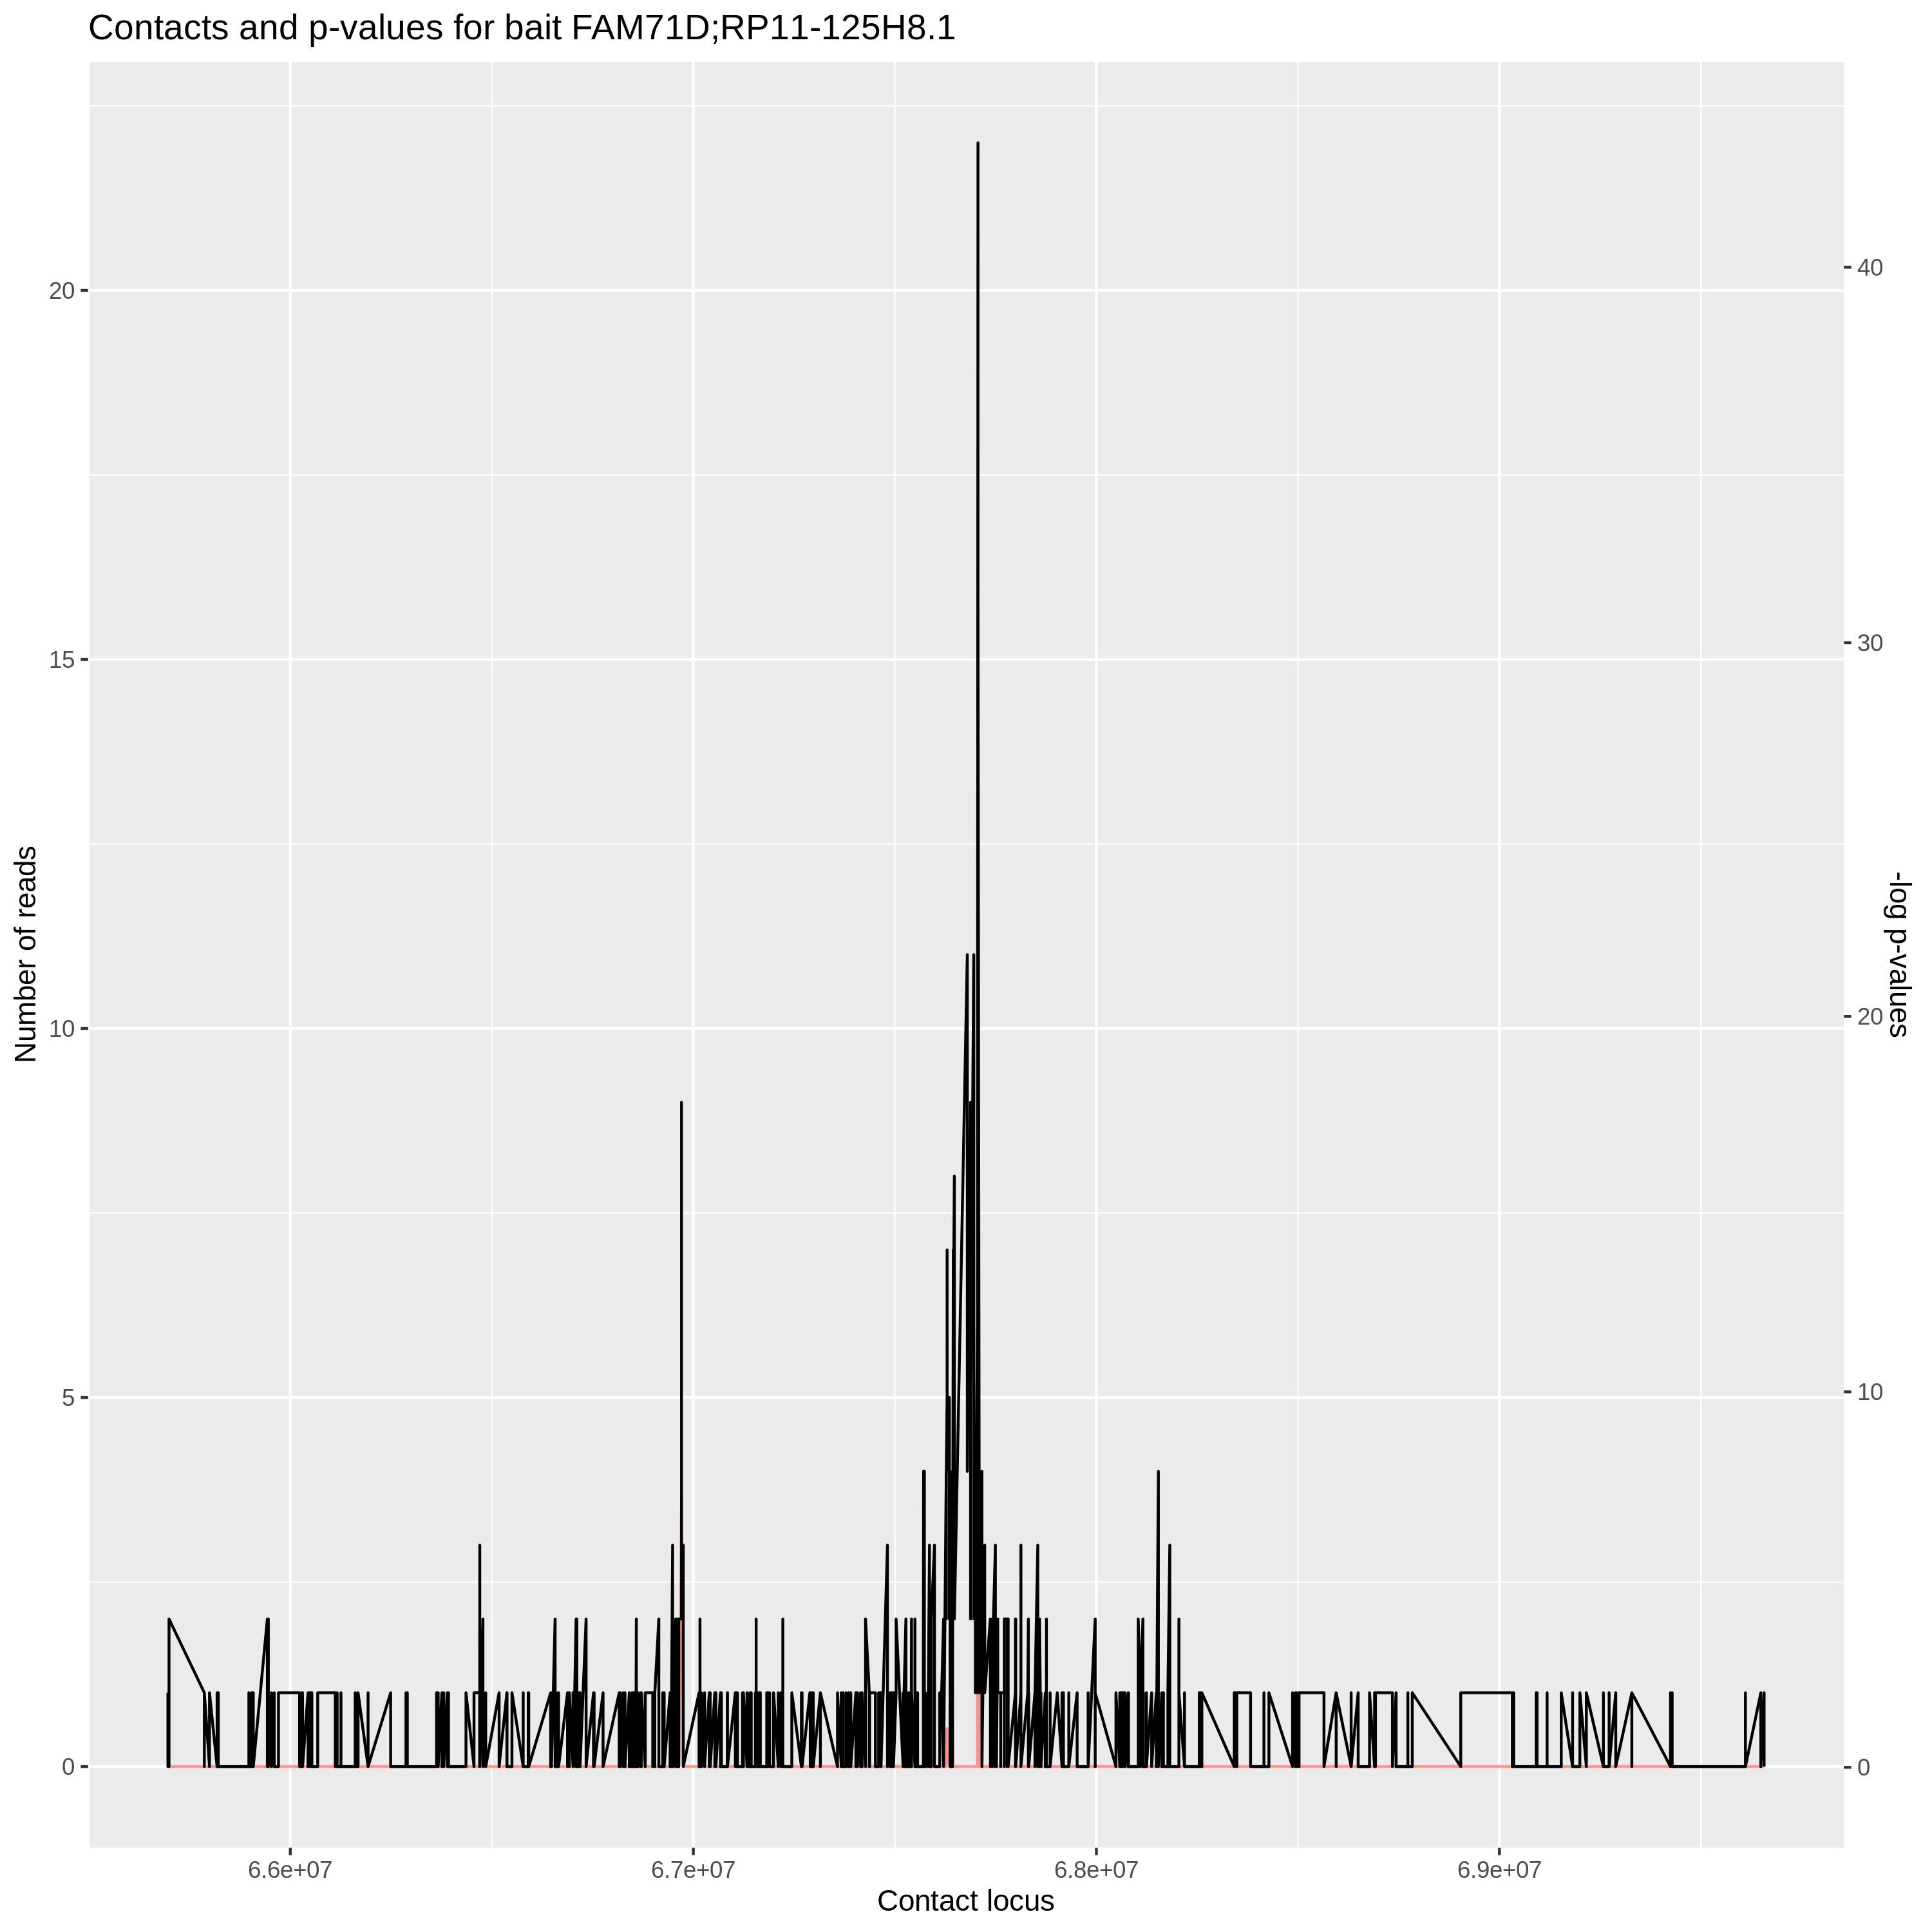 Contacts and p-values for bait FAM71D;RP11-125H8.1
Number of reads
20
15
10
5
0
40
30
20
10
0
-log p-values
6.6e+07 6.7e+07 6.8e+07 6.9e+07
Contact locus